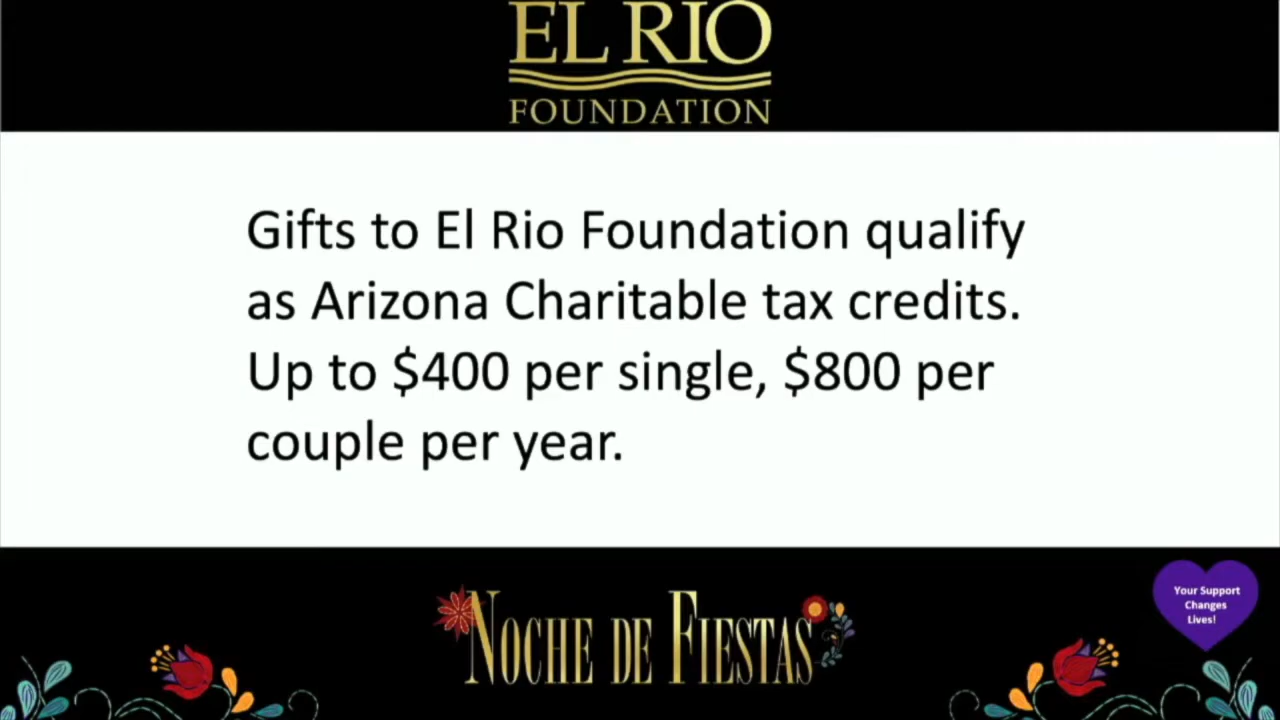 EL RIO
FOUNDATION
Gifts to El Rio Foundation qualify
as Arizona Charitable tax credits.
Up to $400 per single, $800 per
couple per year.
NOCHE DE FIESTAS
Your Support
Changes
Lives!